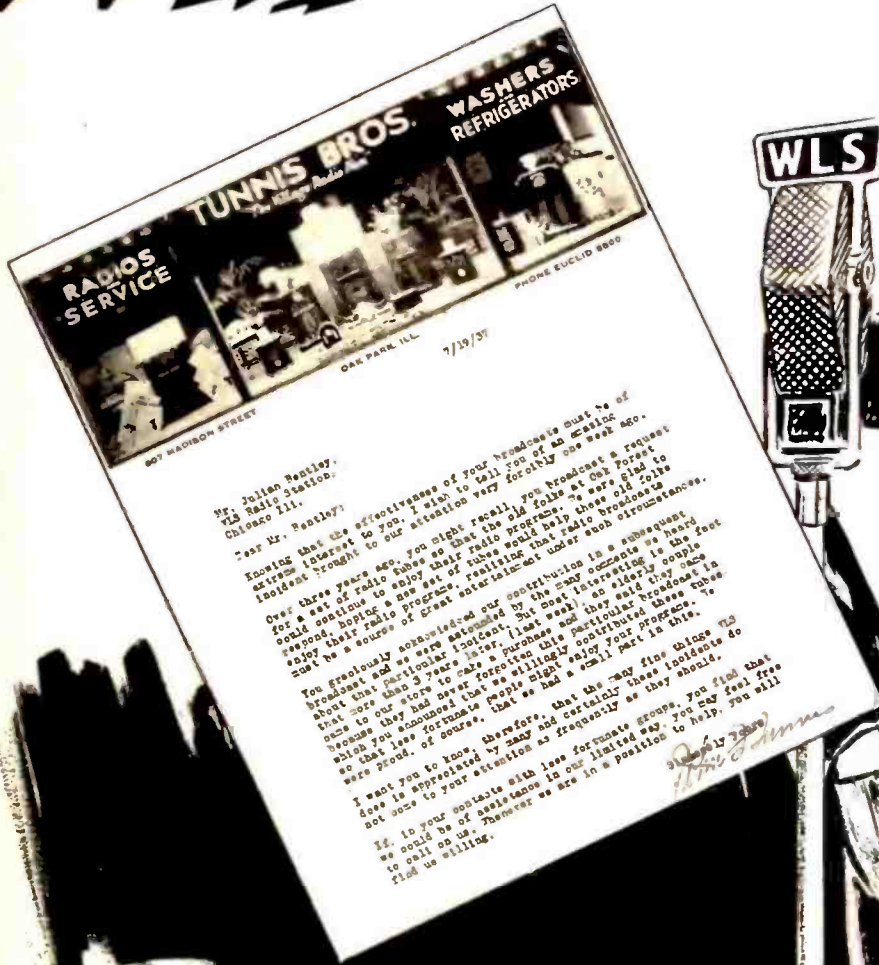 WASHERS
REFRIGERATORS
TUNNIS BROS.
The Village Radio
RADIOS
AND
SERVICE
WLS
807 MADISON STREET
OAK PARK, ILL.
PHONE EUCLID 8800
7/19/37
Mr. Julian Bentley,
WLS Radio Station,
Chicago Ill.
Dear Mr. Bentley:
Knowing that the effectiveness of your broadcasts must be of
extreme interest to you, I wish to tell you of an amazing
incident brought to our attention very forcibly one week ago.
Over three years ago, you might recall, you broadcast a request
for a set of radio tubes so that the old folks at Oak Forest
could continue to enjoy their radio programs. We were glad to
respond, hoping a new set of tubes could help these old folks
enjoy their radio programs, realizing that radio broadcasts
must be a source of great entertainment under such circumstances.
You graciously acknowledged our contribution in a subsequent
broadcast and we were astounded by the many comments we heard
about that particular incident. But most interesting is the fact
that more than 3 years later, (last week), an elderly couple
came to our store to make a purchase and they said they came
because they had never forgotten this particular broadcast in
which you announced that we willingly contributed these tubes
so that less fortunate people might enjoy your programs. We
were proud, of course, that we had a small part in this.
I want you to know, therefore, that the many fine things WLS
does is appreciated by many and certainly these incidents do
not come to your attention as frequently as they should.
If, in your contacts with less fortunate groups, you find that
we could be of assistance in our limited way, you may feel free
to call on us. Whenever we are in a position to help, you will
find us willing.